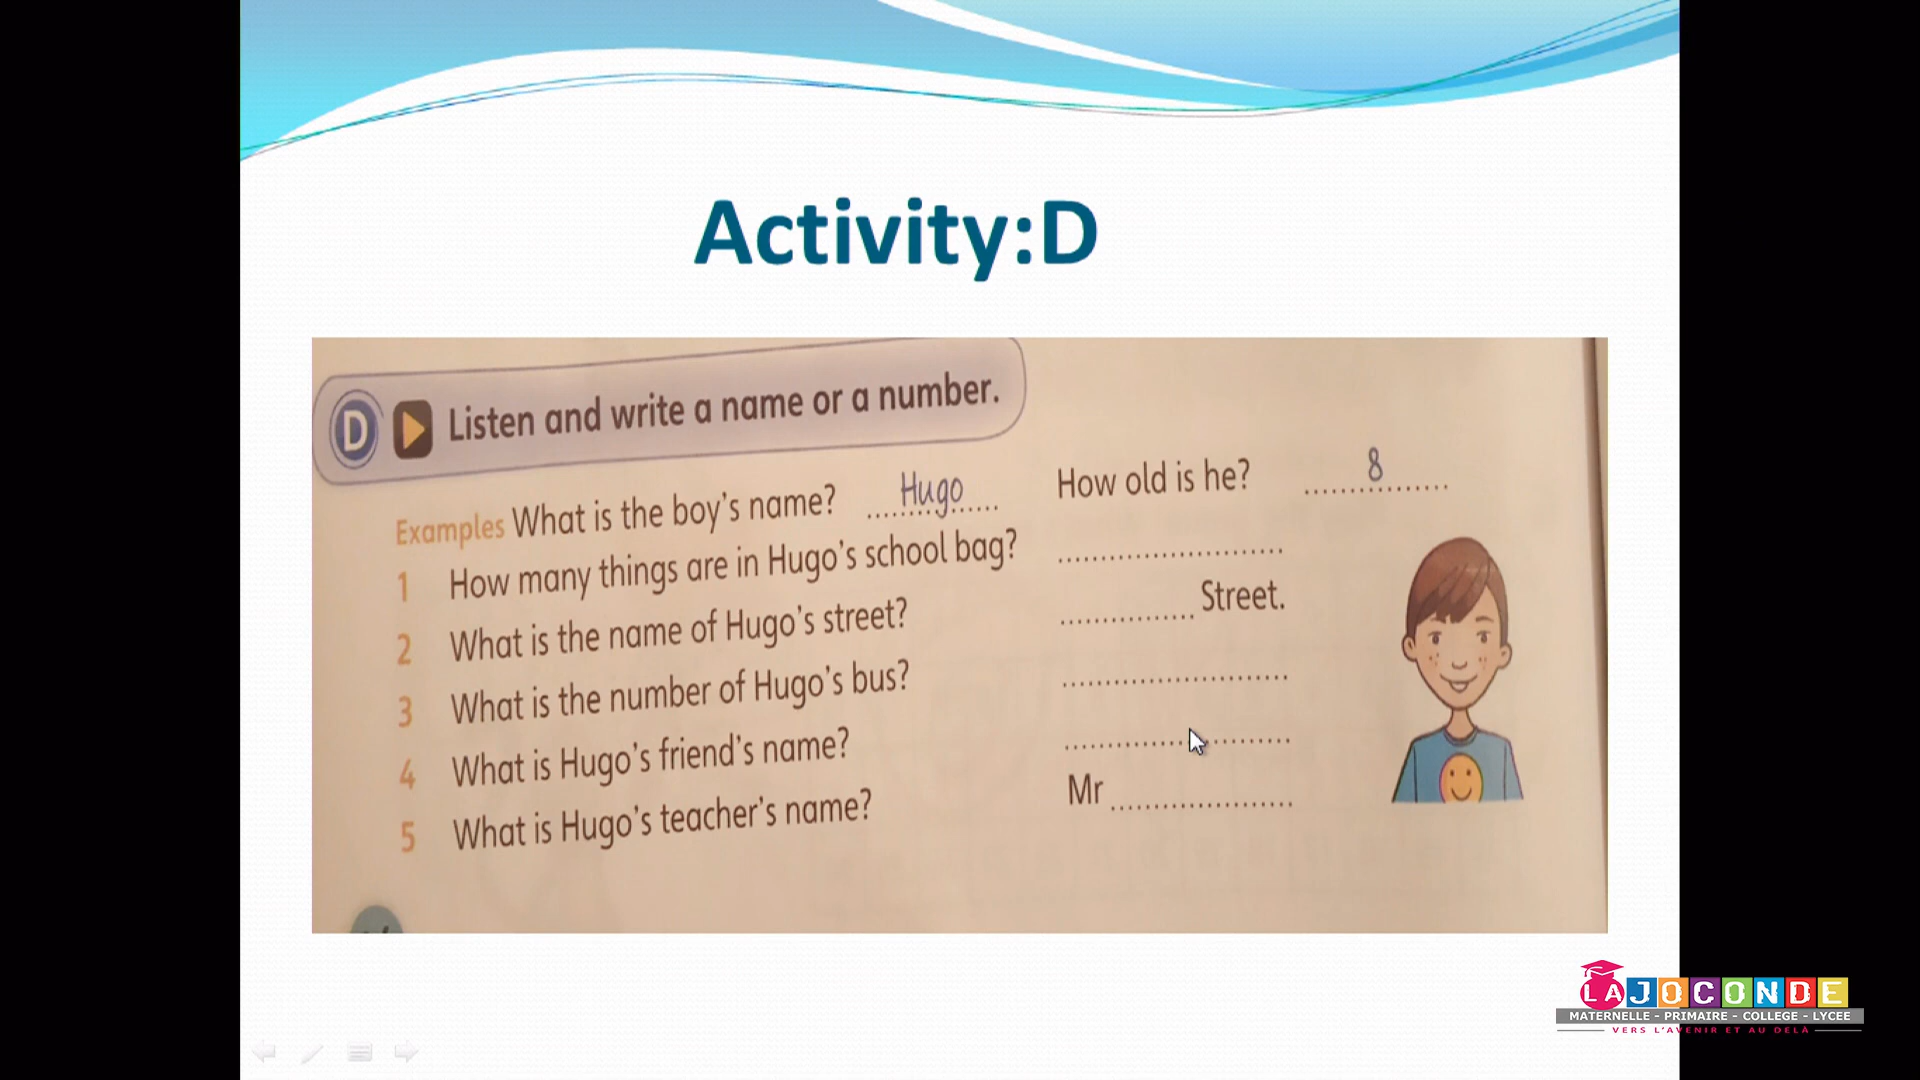 Activity:D
D Listen and write a name or a number.
Examples What is the boy's name? Hugo How old is he? 8
1 How many things are in Hugo's school bag? ........................
2 What is the name of Hugo's street? ............... Street.
3 What is the number of Hugo's bus? ........................
4 What is Hugo's friend's name? ........................
5 What is Hugo's teacher's name? Mr ....................
LAJOCONDE
MATERNELLE - PRIMAIRE - COLLEGE - LYCEE
VERS L'AVENIR ET AU DELÀ